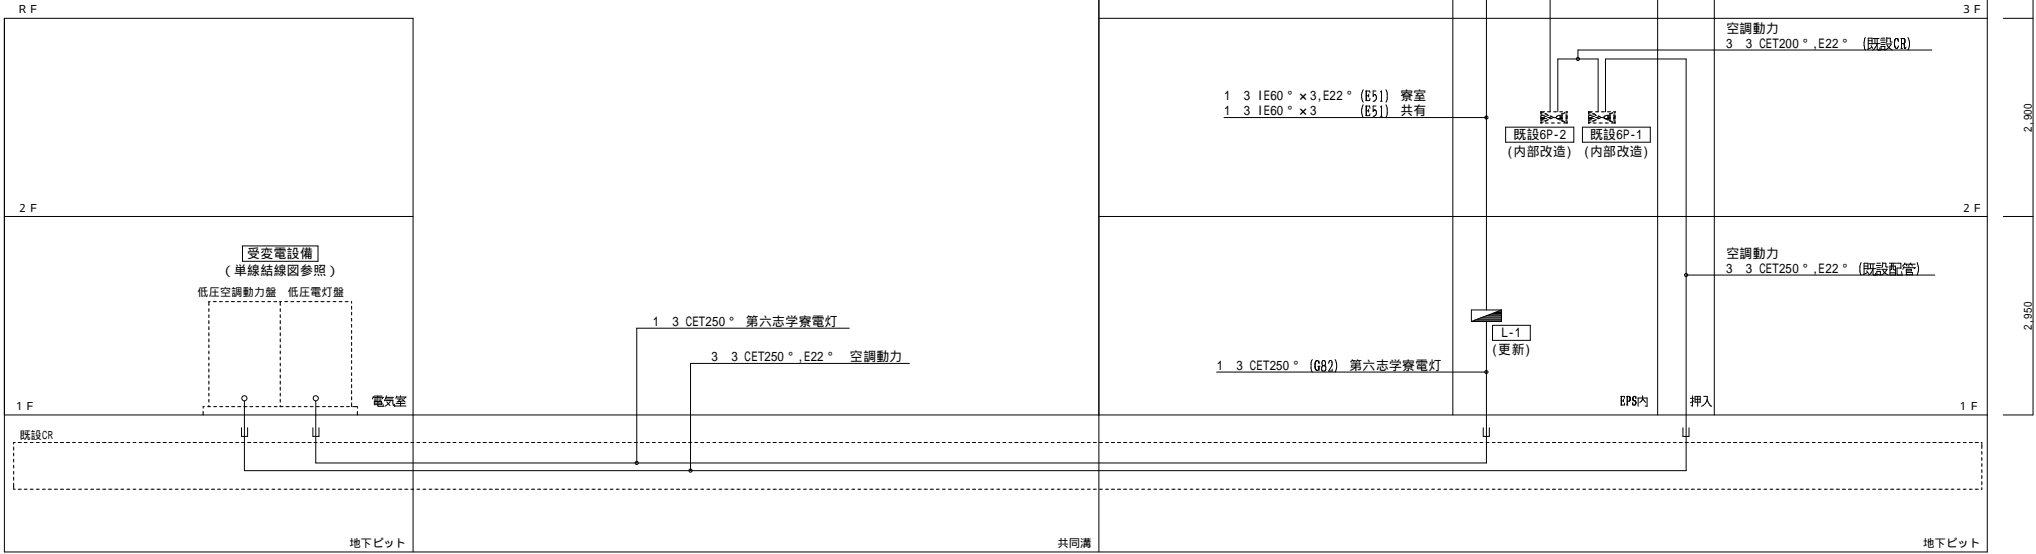 RF
3F
空調動力
3 3 CET200°,E22° (既設CR)
1 3 IE60°×3,E22° (E51) 寮室
1 3 IE60°×3 (E51) 共有
既設6P-2
(内部改造)
既設6P-1
(内部改造)
2,900
2F
2F
受変電設備
(単線結線図参照)
低圧空調動力盤 低圧電灯盤
空調動力
3 3 CET250°,E22° (既設配管)
1 3 CET250° 第六志学寮電灯
L-1
(更新)
2,950
3 3 CET250°,E22° 空調動力
1 3 CET250° (G82) 第六志学寮電灯
1F
電気室
EPS内
押入
1F
既設CR
地下ピット
共同溝
地下ピット